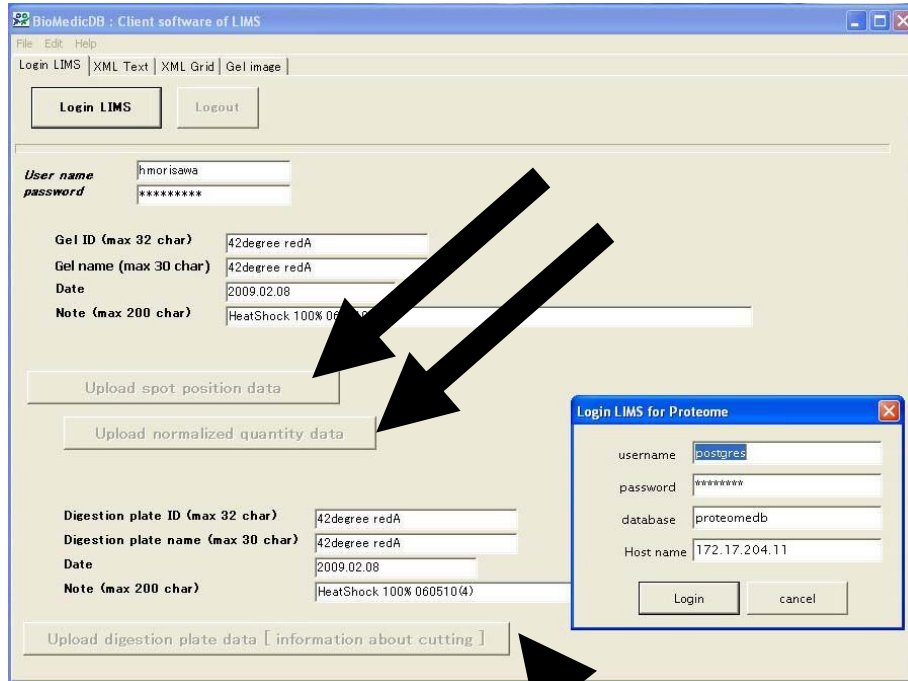 BioMedicDB : Client software of LIMS
File Edit Help
Login LIMS XML Text XML Grid Gel image
Login LIMS Logout
User name hmorisawa
password *********
Gel ID (max 32 char) 42degree redA
Gel name (max 30 char) 42degree redA
Date 2009.02.08
Note (max 200 char) HeatShock 100%
Upload spot position data
Upload normalized quantity data
Digestion plate ID (max 32 char) 42degree redA
Digestion plate name (max 30 char) 42degree redA
Date 2009.02.08
Note (max 200 char) HeatShock 100% 060510(4)
Upload digestion plate data [ information about cutting ]
Login LIMS for Proteome
username postgres
password ********
database proteomedb
Host name 172.17.204.11
Login cancel